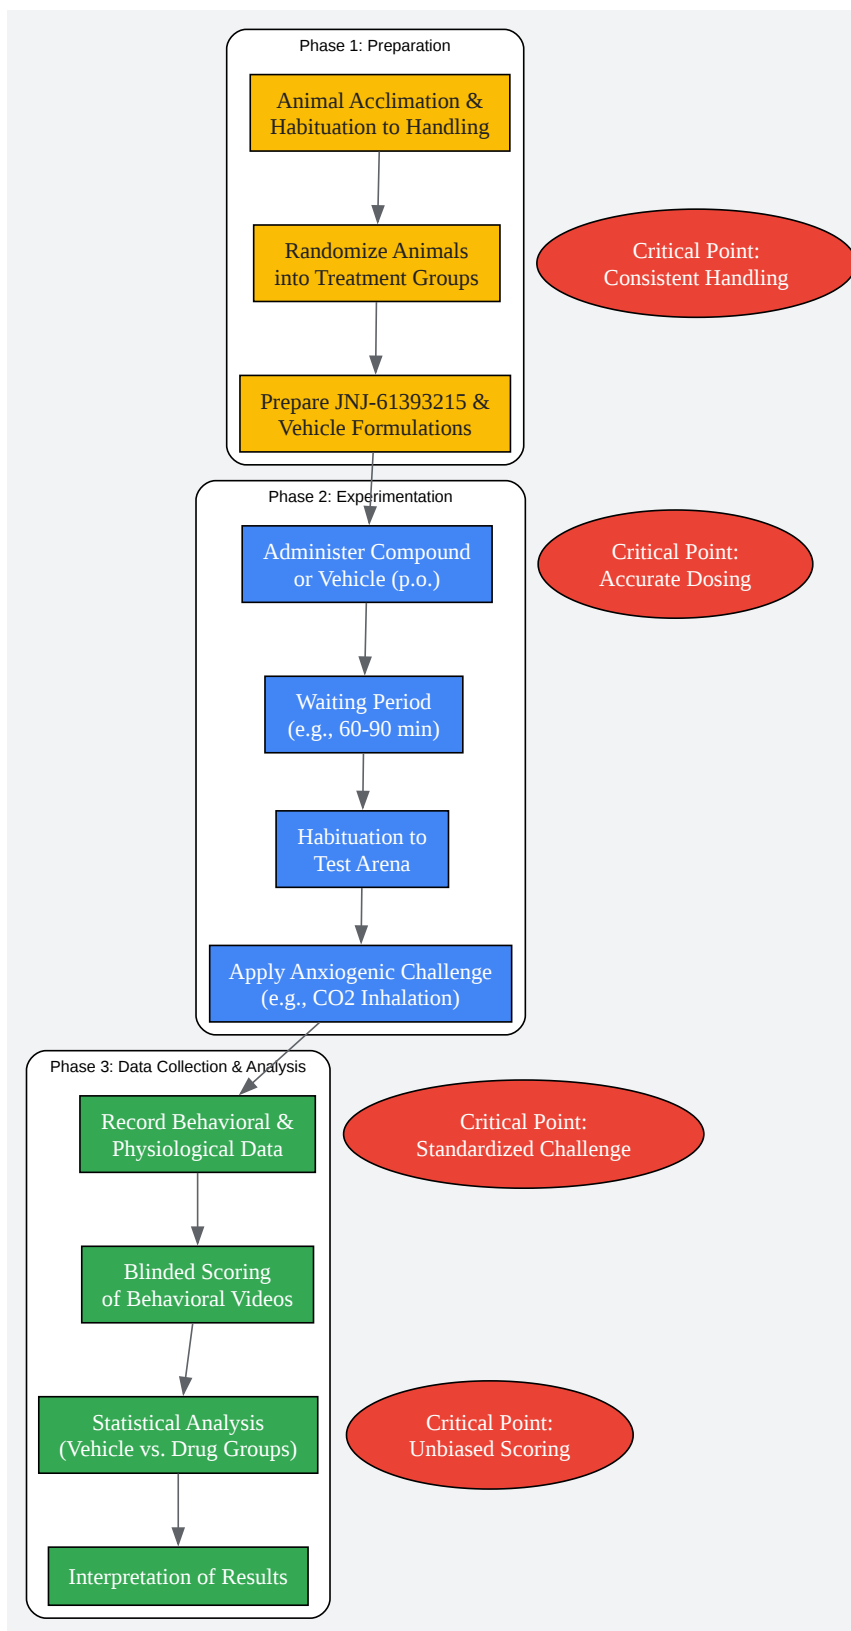 Phase 1: Preparation
Animal Acclimation &
Habituation to Handling
Randomize Animals
into Treatment Groups
Critical Point:
Consistent Handling
Prepare JNJ-61393215 &
Vehicle Formulations
Phase 2: Experimentation
Administer Compound
or Vehicle (p.o.)
Critical Point:
Accurate Dosing
Waiting Period
(e.g., 60-90 min)
Habituation to
Test Arena
Apply Anxiogenic Challenge
(e.g., CO2 Inhalation)
Phase 3: Data Collection & Analysis
Record Behavioral &
Physiological Data
Critical Point:
Standardized Challenge
Blinded Scoring
of Behavioral Videos
Statistical Analysis
(Vehicle vs. Drug Groups)
Critical Point:
Unbiased Scoring
Interpretation of Results